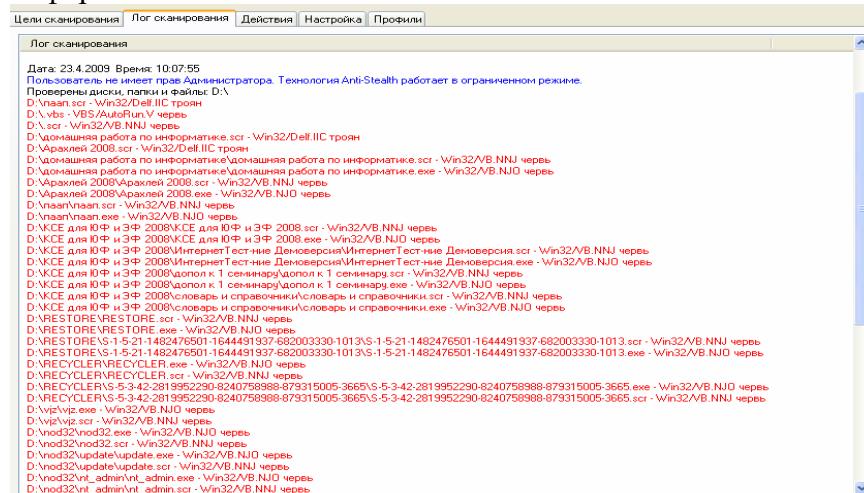 Цели сканирования Лог сканирования Действия Настройка Профили
Лог сканирования
Дата: 23.4.2009 Время: 10:07:55
Пользователь не имеет прав Администратора. Технология Anti-Stealth работает в ограниченном режиме.
Проверены диски, папки и файлы: D:\
D:\паап.scr - Win32/Delf.IIC троян
D:\.vbs - VBS/AutoRun.V червь
D:\.scr - Win32/VB.NNJ червь
D:\домашняя работа по информатике.scr - Win32/Delf.IIC троян
D:\Арахлей 2008.scr - Win32/Delf.IIC троян
D:\домашняя работа по информатике\домашняя работа по информатике.scr - Win32/VB.NNJ червь
D:\домашняя работа по информатике\домашняя работа по информатике.exe - Win32/VB.NJO червь
D:\Арахлей 2008\Арахлей 2008.scr - Win32/VB.NNJ червь
D:\Арахлей 2008\Арахлей 2008.exe - Win32/VB.NJO червь
D:\паап\паап.scr - Win32/VB.NNJ червь
D:\паап\паап.exe - Win32/VB.NJO червь
D:\КСЕ для ЮФ и ЭФ 2008\КСЕ для ЮФ и ЭФ 2008.scr - Win32/VB.NNJ червь
D:\КСЕ для ЮФ и ЭФ 2008\КСЕ для ЮФ и ЭФ 2008.exe - Win32/VB.NJO червь
D:\КСЕ для ЮФ и ЭФ 2008\ИнтернетТест-ние Демоверсия\ИнтернетТест-ние Демоверсия.scr - Win32/VB.NNJ червь
D:\КСЕ для ЮФ и ЭФ 2008\ИнтернетТест-ние Демоверсия\ИнтернетТест-ние Демоверсия.exe - Win32/VB.NJO червь
D:\КСЕ для ЮФ и ЭФ 2008\допол к 1 семинару\допол к 1 семинару.scr - Win32/VB.NNJ червь
D:\КСЕ для ЮФ и ЭФ 2008\допол к 1 семинару\допол к 1 семинару.exe - Win32/VB.NJO червь
D:\КСЕ для ЮФ и ЭФ 2008\словарь и справочники\словарь и справочники.scr - Win32/VB.NNJ червь
D:\КСЕ для ЮФ и ЭФ 2008\словарь и справочники\словарь и справочники.exe - Win32/VB.NJO червь
D:\RESTORE\RESTORE.scr - Win32/VB.NNJ червь
D:\RESTORE\RESTORE.exe - Win32/VB.NJO червь
D:\RESTORE\S-1-5-21-1482476501-1644491937-682003330-1013\S-1-5-21-1482476501-1644491937-682003330-1013.scr - Win32/VB.NNJ червь
D:\RESTORE\S-1-5-21-1482476501-1644491937-682003330-1013\S-1-5-21-1482476501-1644491937-682003330-1013.exe - Win32/VB.NJO червь
D:\RECYCLER\RECYCLER.exe - Win32/VB.NJO червь
D:\RECYCLER\RECYCLER.scr - Win32/VB.NNJ червь
D:\RECYCLER\S-5-3-42-2819952290-8240758988-879315005-3665\S-5-3-42-2819952290-8240758988-879315005-3665.exe - Win32/VB.NJO червь
D:\RECYCLER\S-5-3-42-2819952290-8240758988-879315005-3665\S-5-3-42-2819952290-8240758988-879315005-3665.scr - Win32/VB.NNJ червь
D:\vjz\vjz.exe - Win32/VB.NJO червь
D:\vjz\vjz.scr - Win32/VB.NNJ червь
D:\nod32\nod32.exe - Win32/VB.NJO червь
D:\nod32\nod32.scr - Win32/VB.NNJ червь
D:\nod32\update\update.exe - Win32/VB.NJO червь
D:\nod32\update\update.scr - Win32/VB.NNJ червь
D:\nod32\nt_admin\nt_admin.exe - Win32/VB.NJO червь
D:\nod32\nt_admin\nt_admin.scr - Win32/VB.NNJ червь